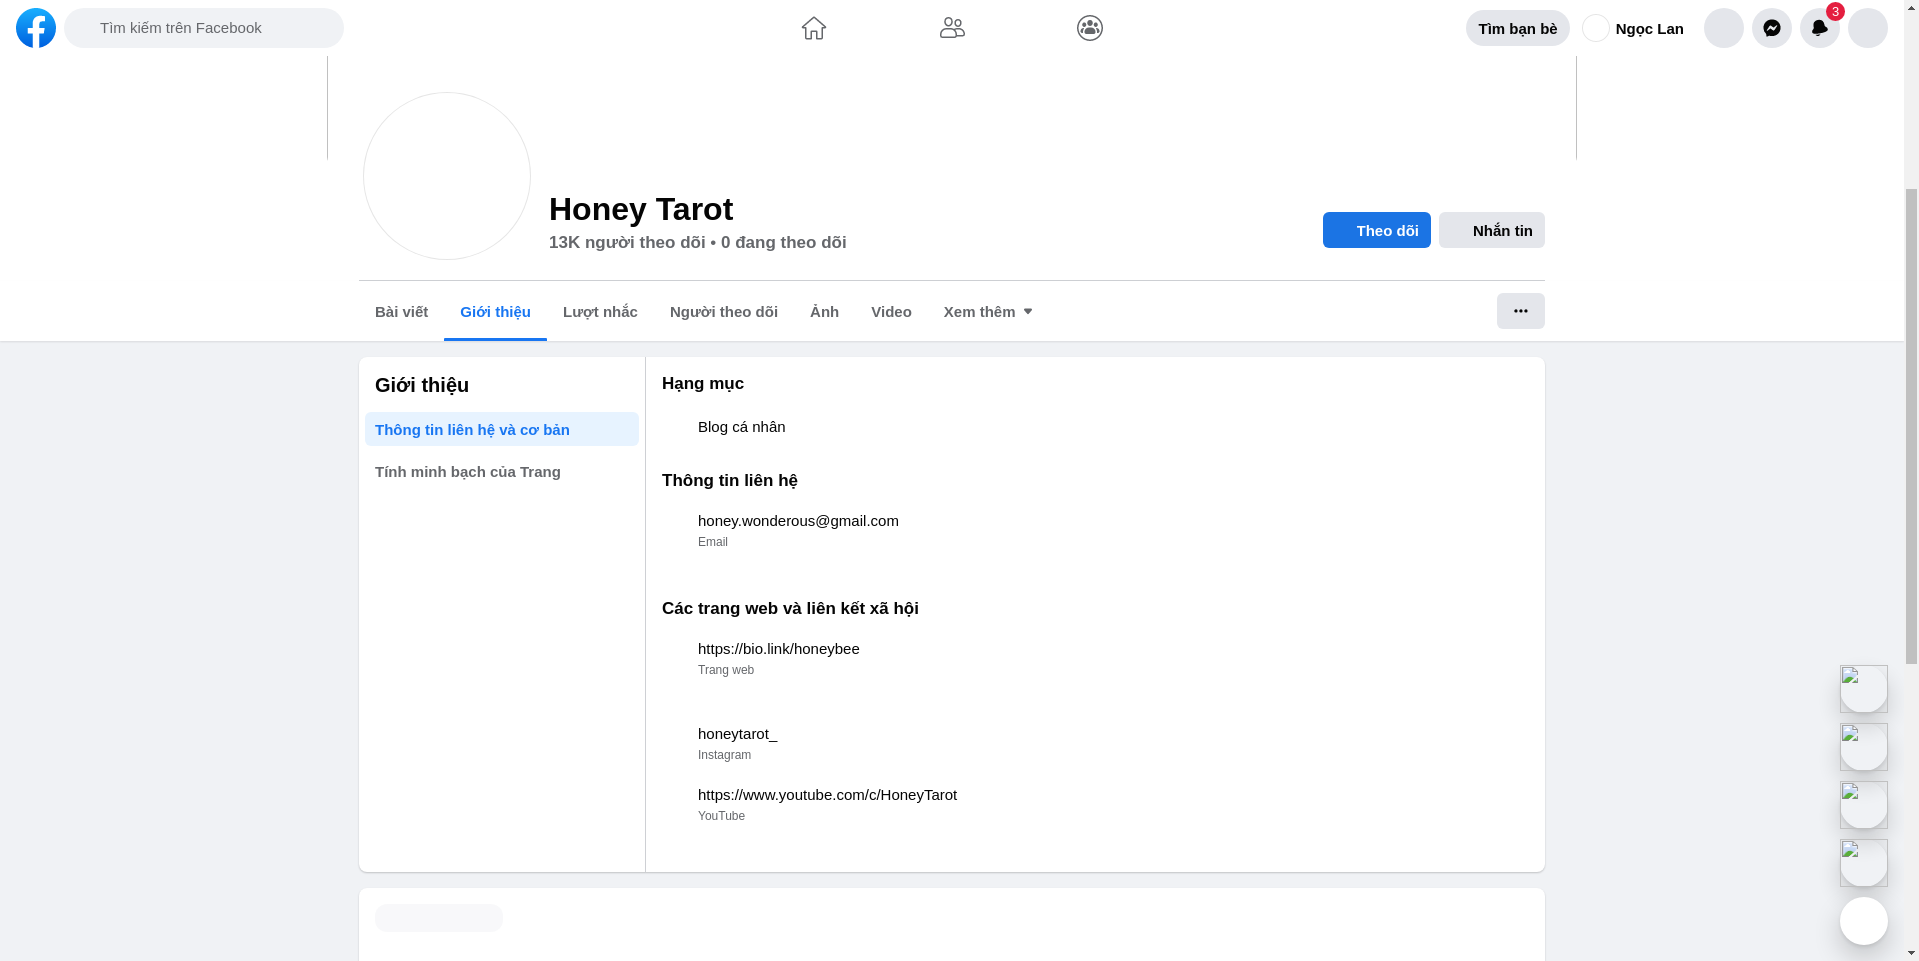 Tìm kiếm trên Facebook
Tìm bạn bè
Ngọc Lan
3
Honey Tarot
13K người theo dõi • 0 đang theo dõi
Theo dõi
Nhắn tin
Bài viết
Giới thiệu
Lượt nhắc
Người theo dõi
Ảnh
Video
Xem thêm
Giới thiệu
Thông tin liên hệ và cơ bản
Tính minh bạch của Trang
Hạng mục
Blog cá nhân
Thông tin liên hệ
honey.wonderous@gmail.com
Email
Các trang web và liên kết xã hội
https://bio.link/honeybee
Trang web
honeytarot_
Instagram
https://www.youtube.com/c/HoneyTarot
YouTube